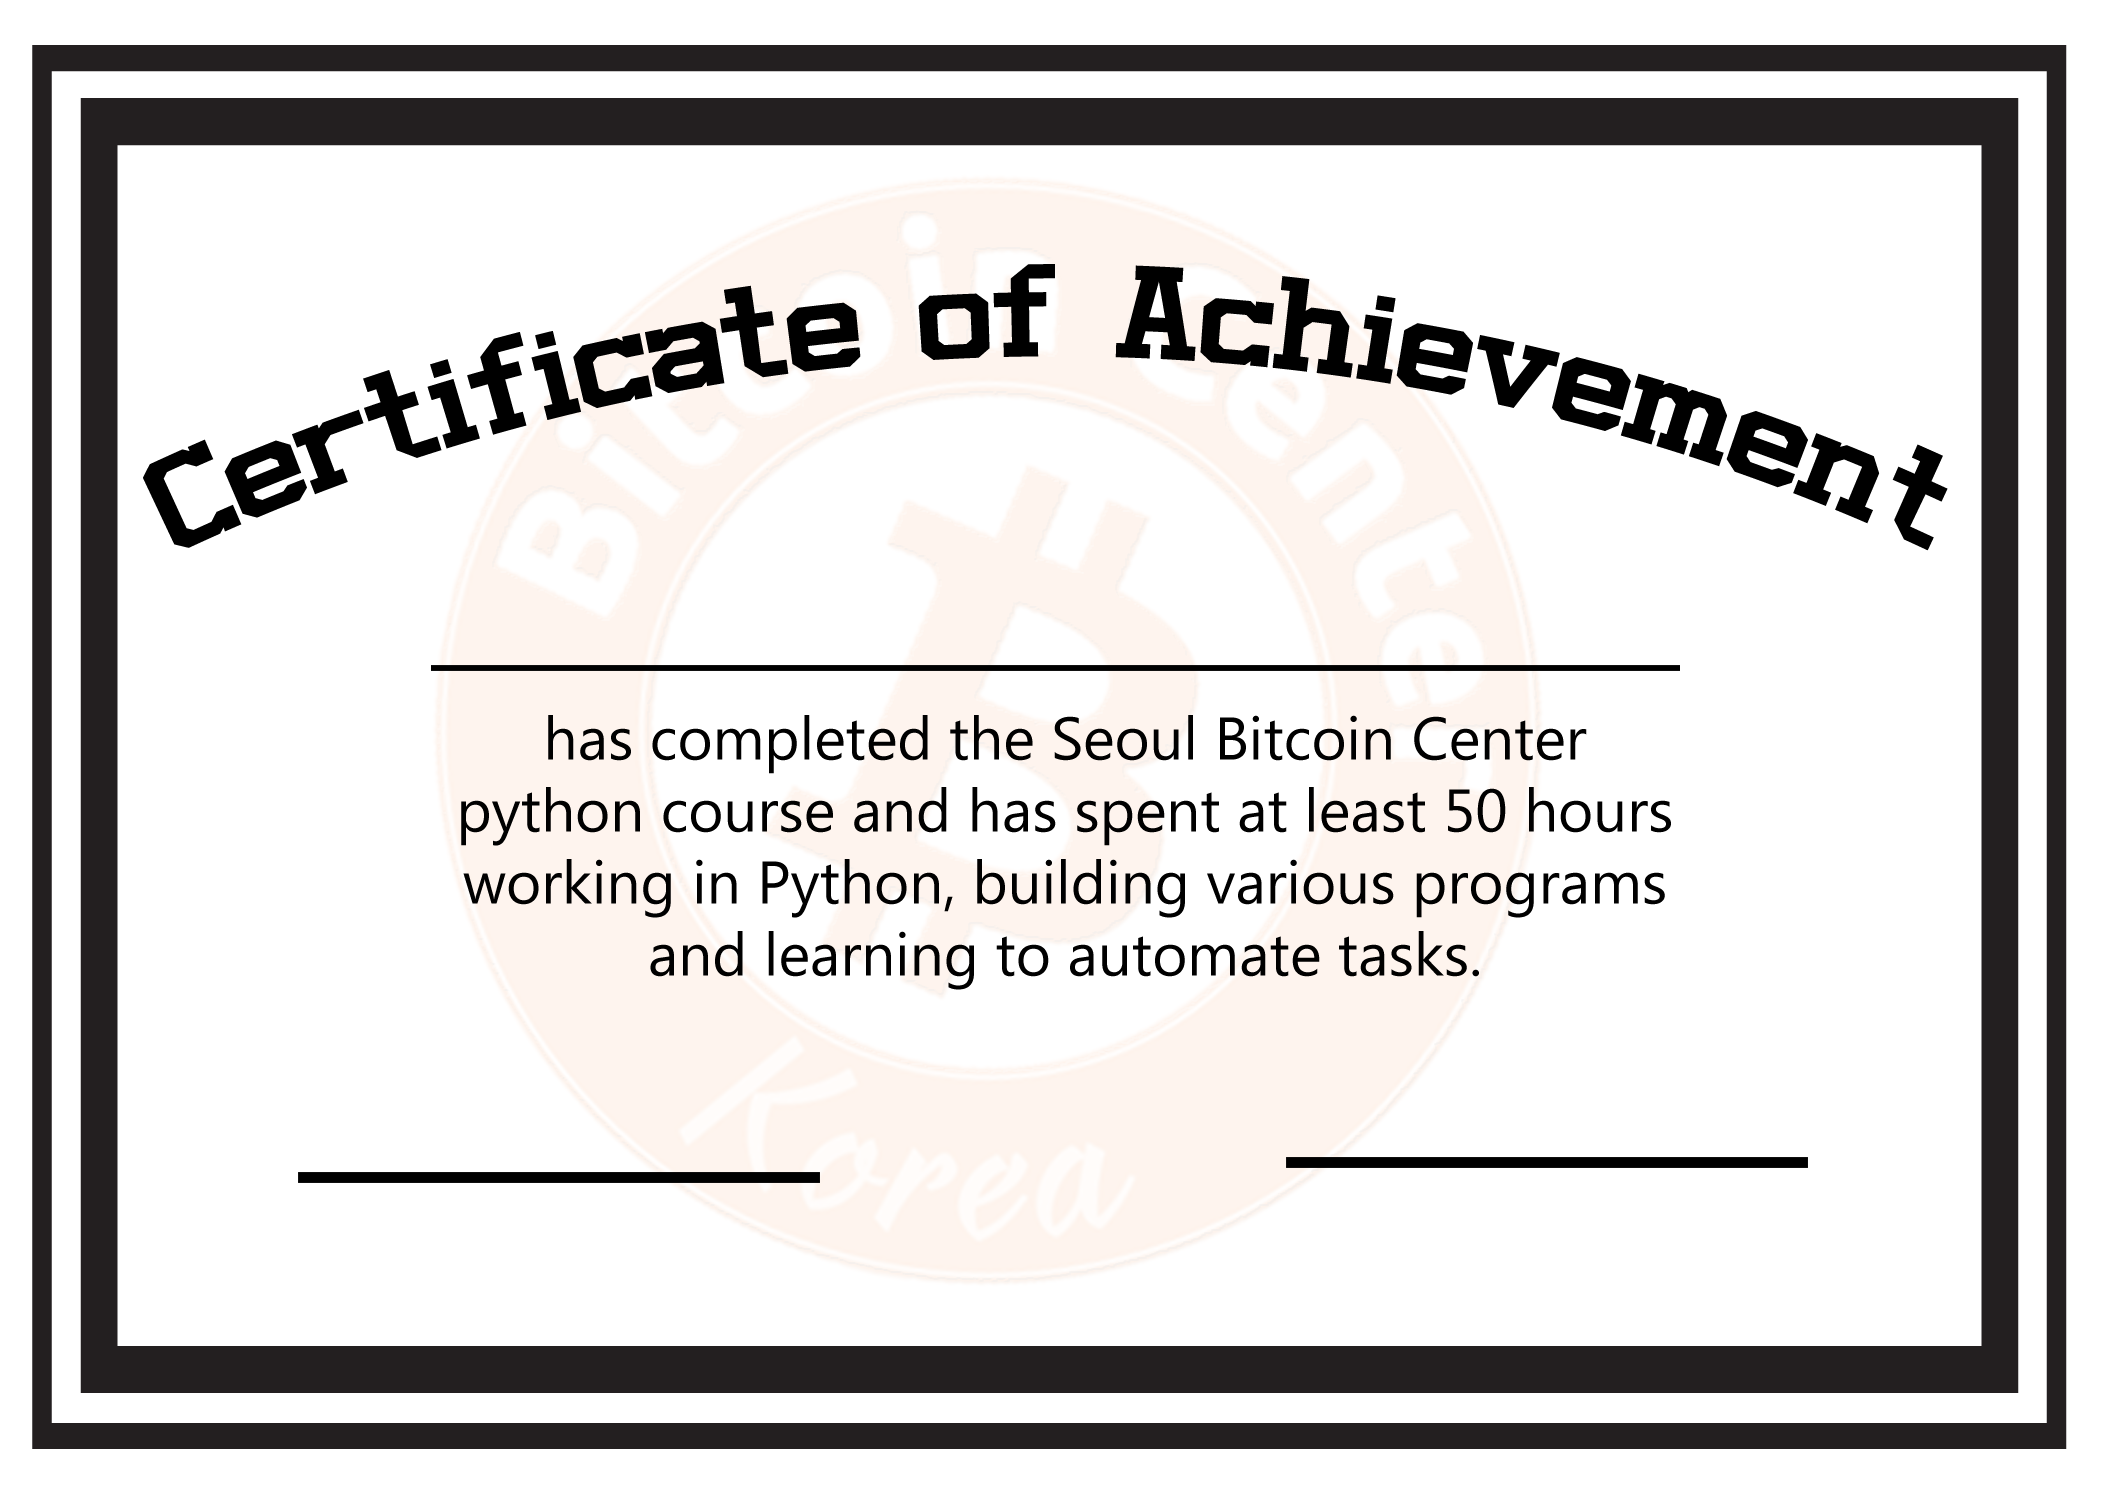 Certificate of Achievement
Bitcoin Center
has completed the Seoul Bitcoin Center
python course and has spent at least 50 hours
working in Python, building various programs
and learning to automate tasks.
Korea